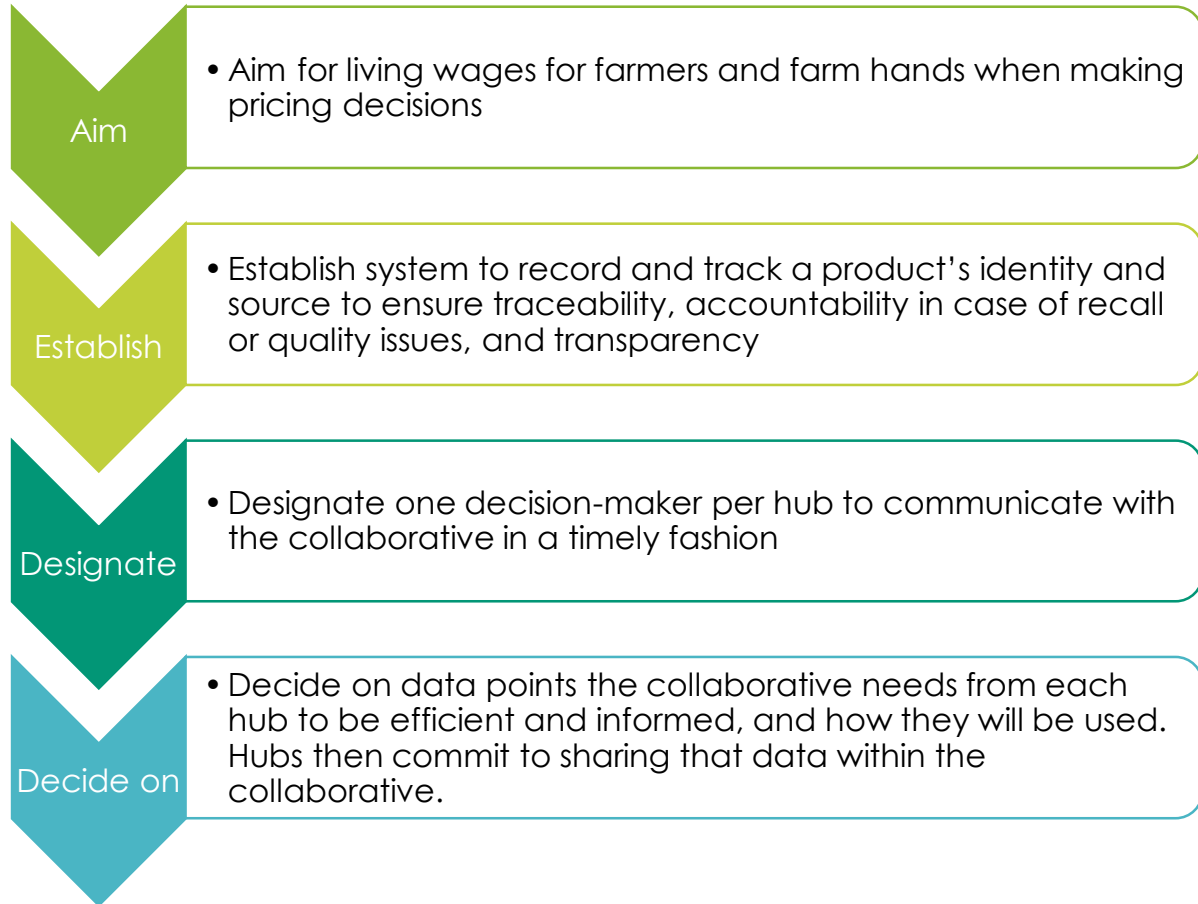 Aim
• Aim for living wages for farmers and farm hands when making
pricing decisions
Establish
• Establish system to record and track a product’s identity and
source to ensure traceability, accountability in case of recall
or quality issues, and transparency
Designate
• Designate one decision-maker per hub to communicate with
the collaborative in a timely fashion
Decide on
• Decide on data points the collaborative needs from each
hub to be efficient and informed, and how they will be used.
Hubs then commit to sharing that data within the
collaborative.